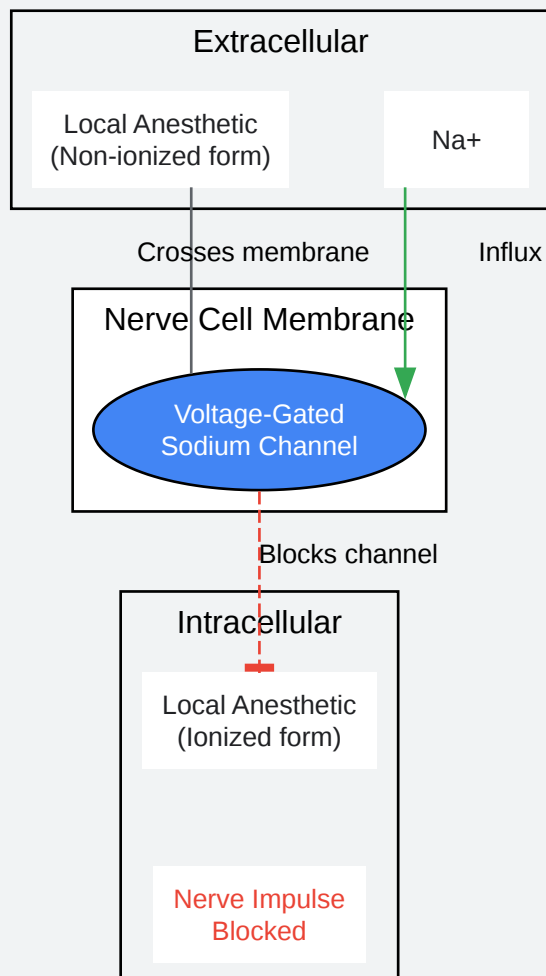 Extracellular
Local Anesthetic
(Non-ionized form)
Na+
Crosses membrane
Influx
Nerve Cell Membrane
Voltage-Gated
Sodium Channel
Blocks channel
Intracellular
Local Anesthetic
(Ionized form)
Nerve Impulse
Blocked